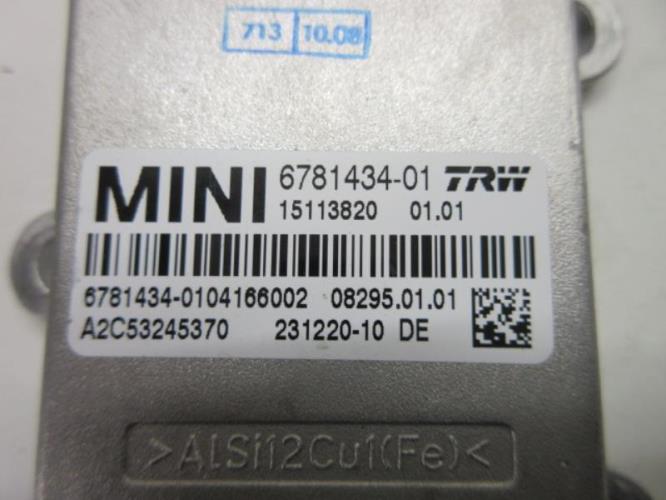 713 10.08
MINI 6781434-01 TRW
15113820 01.01
6781434-0104166002 08295.01.01
A2C53245370 231220-10 DE
>AlSi12Cu1(Fe)<